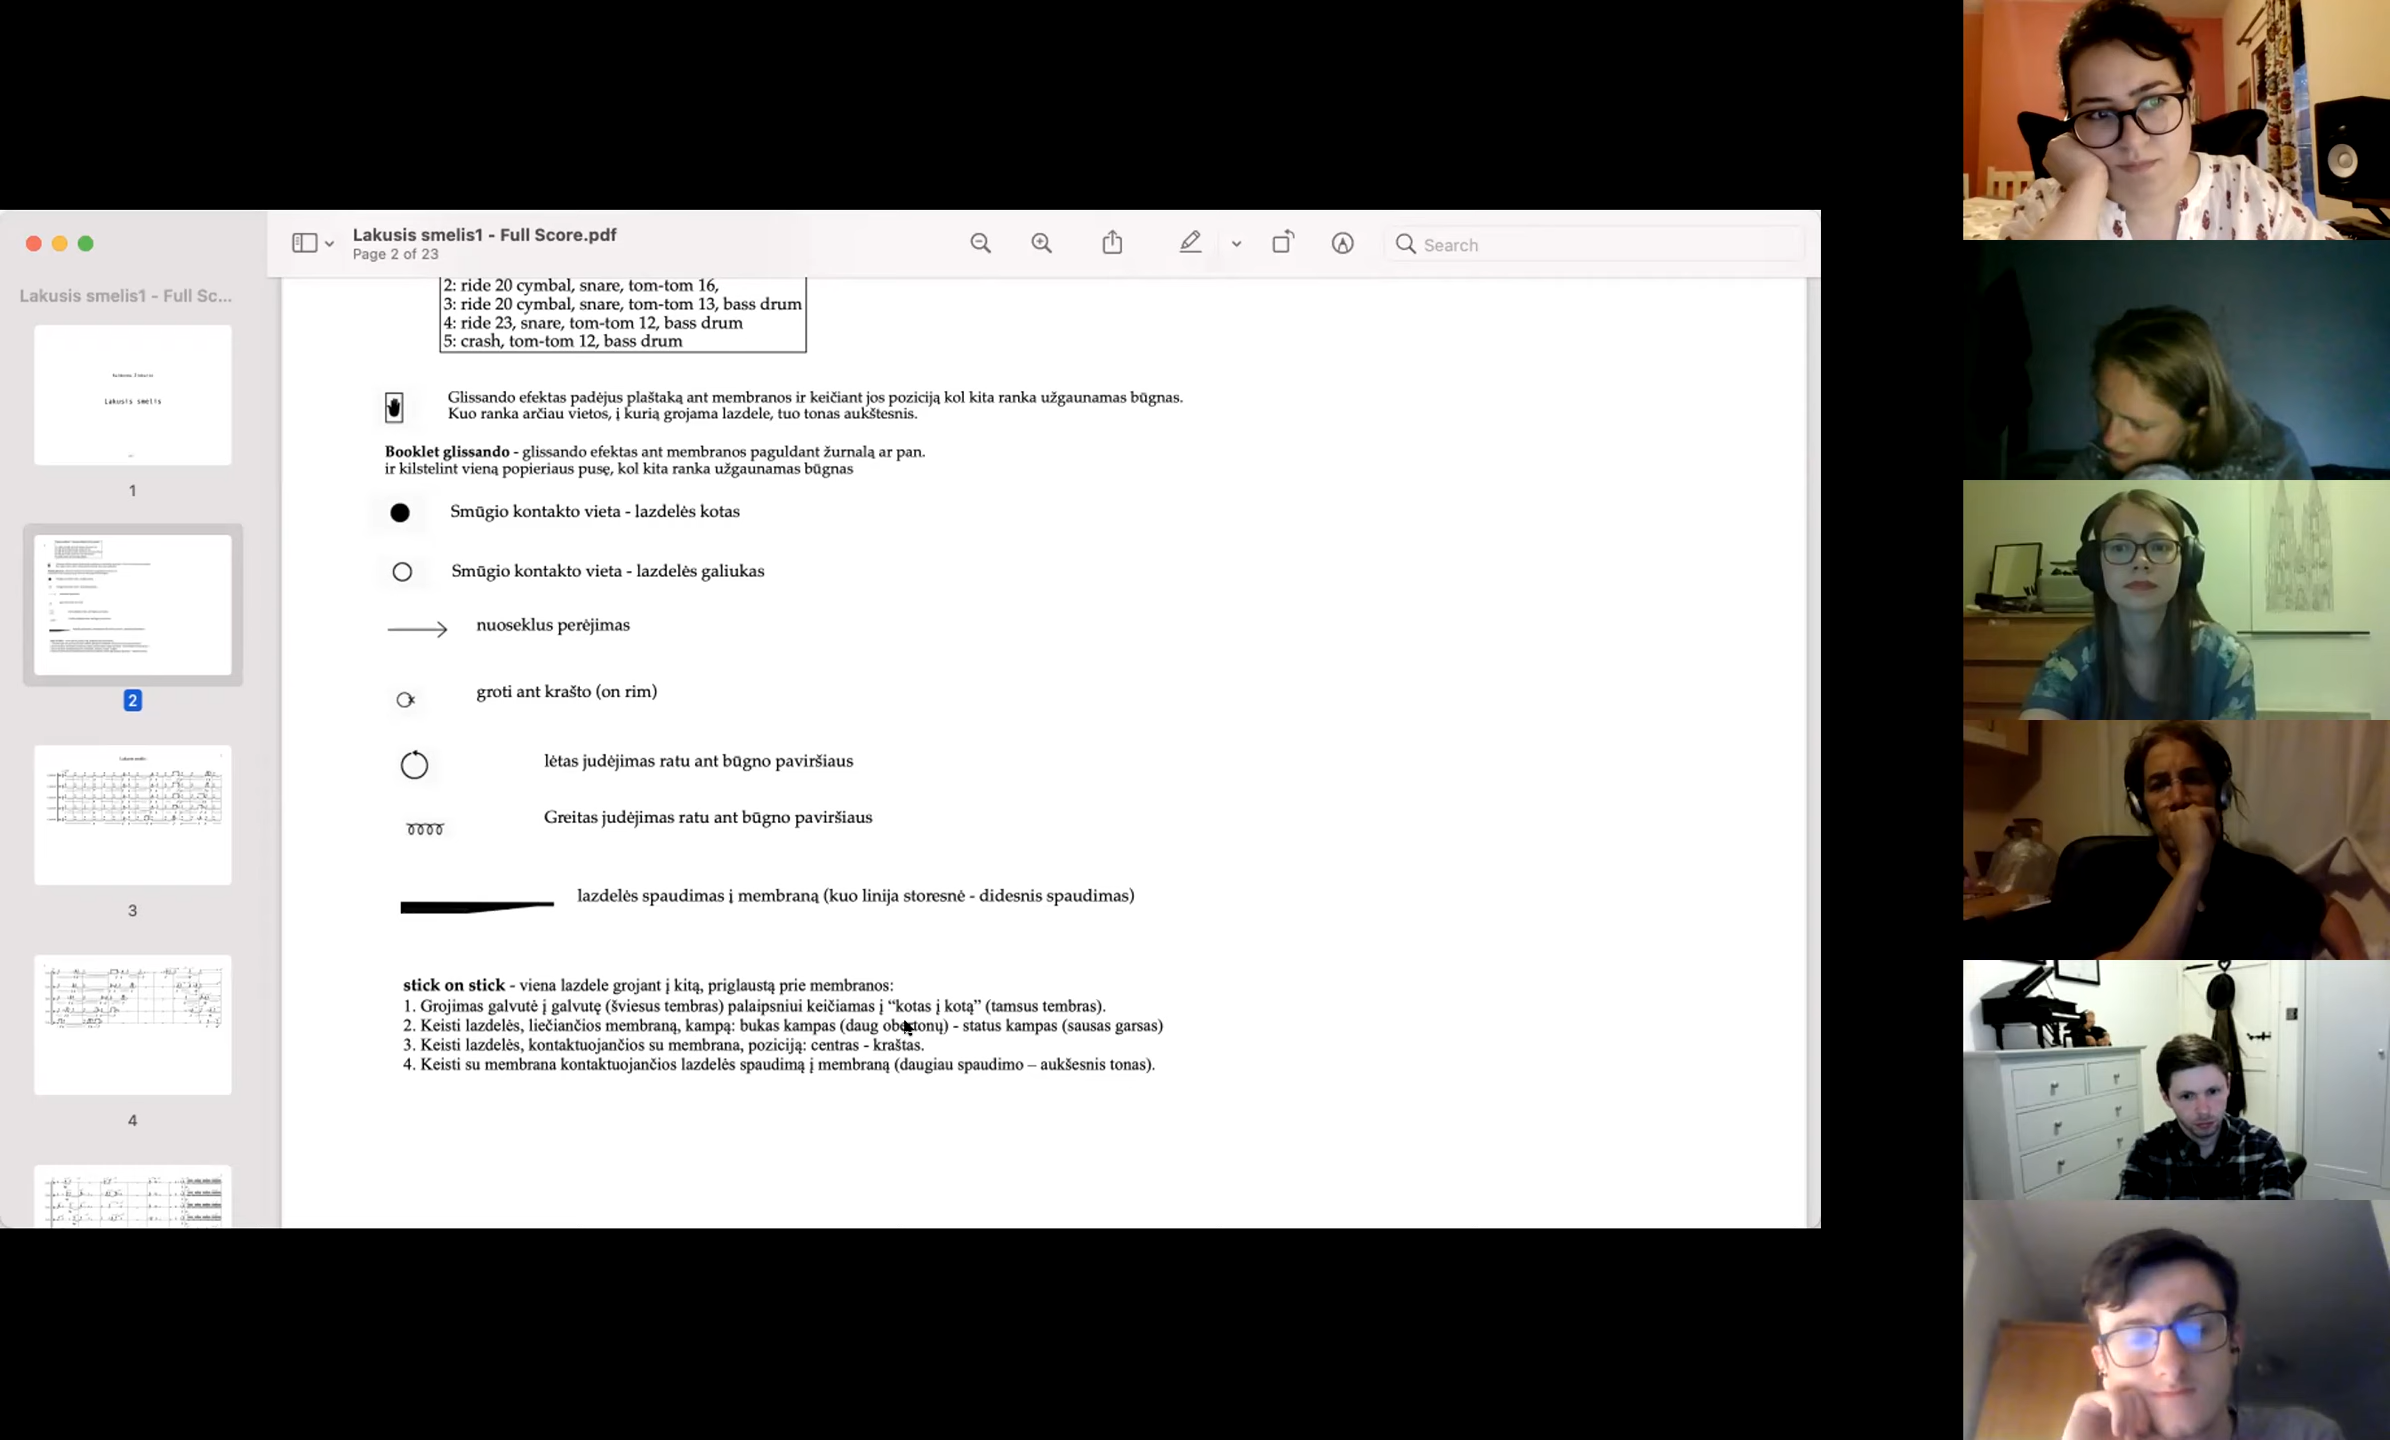 Lakusis smelis1 - Full Score.pdf
Page 2 of 23
Search
Lakusis smelis1 - Full Sc...
Lakusis smelis
1
2
3
4
2: ride 20 cymbal, snare, tom-tom 16,
3: ride 20 cymbal, snare, tom-tom 13, bass drum
4: ride 23, snare, tom-tom 12, bass drum
5: crash, tom-tom 12, bass drum
Glissando efektas padėjus plaštaką ant membranos ir keičiant jos poziciją kol kita ranka užgaunamas būgnas.
Kuo ranka arčiau vietos, į kurią grojama lazdele, tuo tonas aukštesnis.
Booklet glissando - glissando efektas ant membranos paguldant žurnalą ar pan.
ir kilstelint vieną popieriaus pusę, kol kita ranka užgaunamas būgnas
Smūgio kontakto vieta - lazdelės kotas
Smūgio kontakto vieta - lazdelės galiukas
nuoseklus perėjimas
groti ant krašto (on rim)
lėtas judėjimas ratu ant būgno paviršiaus
Greitas judėjimas ratu ant būgno paviršiaus
lazdelės spaudimas į membraną (kuo linija storesnė - didesnis spaudimas)
stick on stick - viena lazdele grojant į kitą, priglaustą prie membranos:
1. Grojimas galvutė į galvutę (šviesus tembras) palaipsniui keičiamas į “kotas į kotą” (tamsus tembras).
2. Keisti lazdelės, liečiančios membraną, kampą: bukas kampas (daug obertonų) - status kampas (sausas garsas)
3. Keisti lazdelės, kontaktuojančios su membrana, poziciją: centras - kraštas.
4. Keisti su membrana kontaktuojančios lazdelės spaudimą į membraną (daugiau spaudimo – aukšesnis tonas).